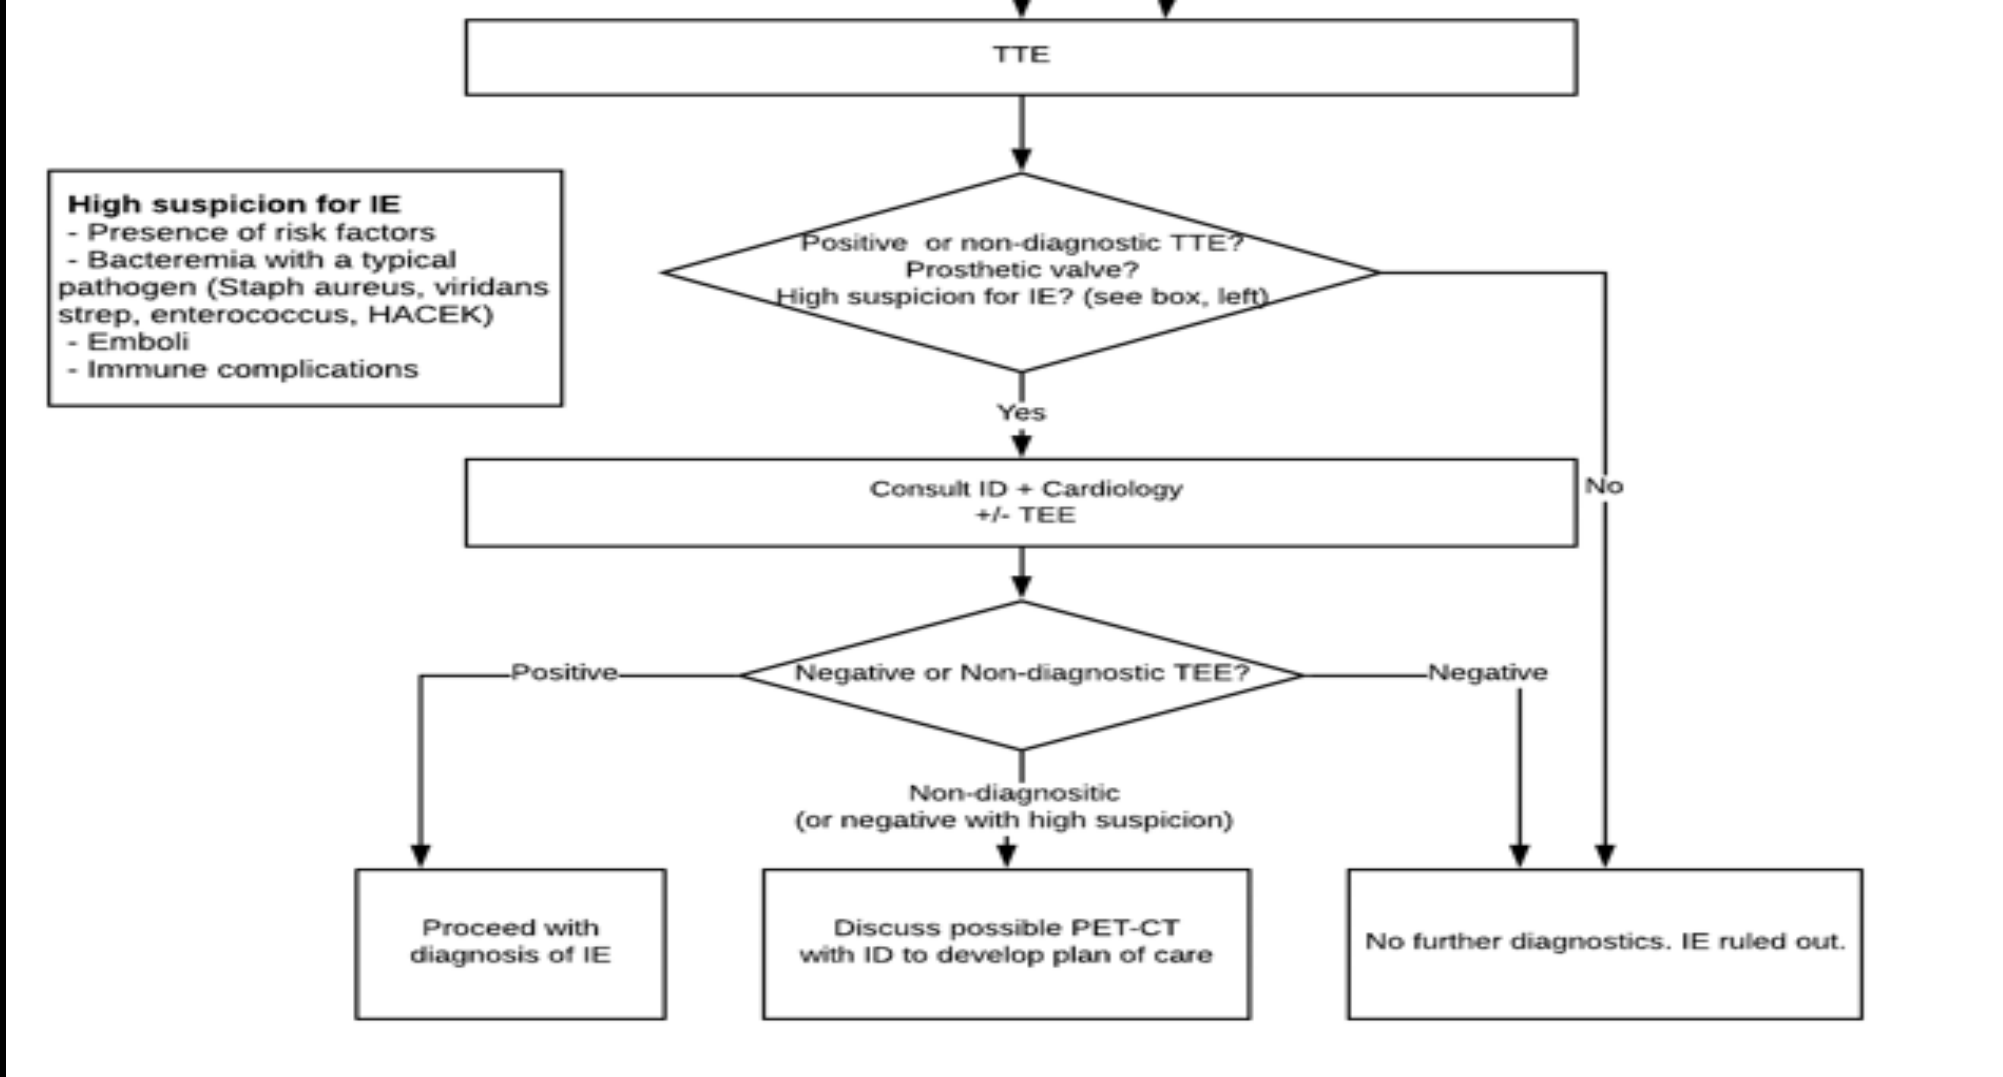 TTE
High suspicion for IE
- Presence of risk factors
- Bacteremia with a typical
pathogen (Staph aureus, viridans
strep, enterococcus, HACEK)
- Emboli
- Immune complications
Positive or non-diagnostic TTE?
Prosthetic valve?
High suspicion for IE? (see box, left)
Yes
No
Consult ID + Cardiology
+/- TEE
Positive
Negative or Non-diagnostic TEE?
Negative
Non-diagnositic
(or negative with high suspicion)
Proceed with
diagnosis of IE
Discuss possible PET-CT
with ID to develop plan of care
No further diagnostics. IE ruled out.